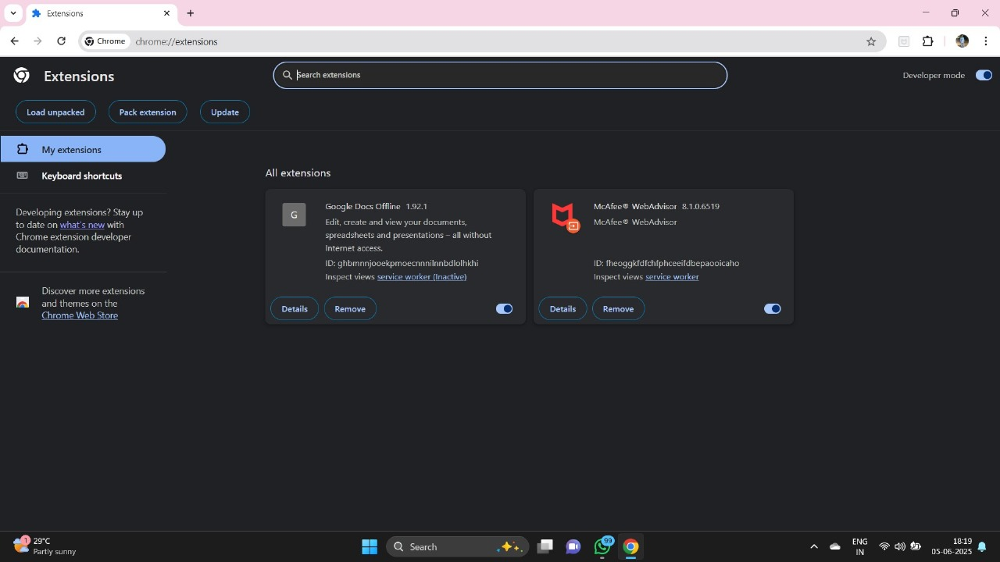 Extensions
Chrome
chrome://extensions
Extensions
Search extensions
Developer mode
Load unpacked
Pack extension
Update
My extensions
Keyboard shortcuts
Developing extensions? Stay up
to date on what's new with
Chrome extension developer
documentation.
Discover more extensions
and themes on the
Chrome Web Store
All extensions
G
Google Docs Offline 1.92.1
Edit, create and view your documents,
spreadsheets and presentations – all without
Internet access.
ID: ghbmnnjooekpmoecnnnilnnbdlolhkhi
Inspect views service worker (Inactive)
Details
Remove
McAfee® WebAdvisor 8.1.0.6519
McAfee® WebAdvisor
ID: fheoggkfdfchfphceeifdbepaooicaho
Inspect views service worker
Details
Remove
1
29°C
Partly sunny
Search
99
ENG
IN
18:19
05-06-2025